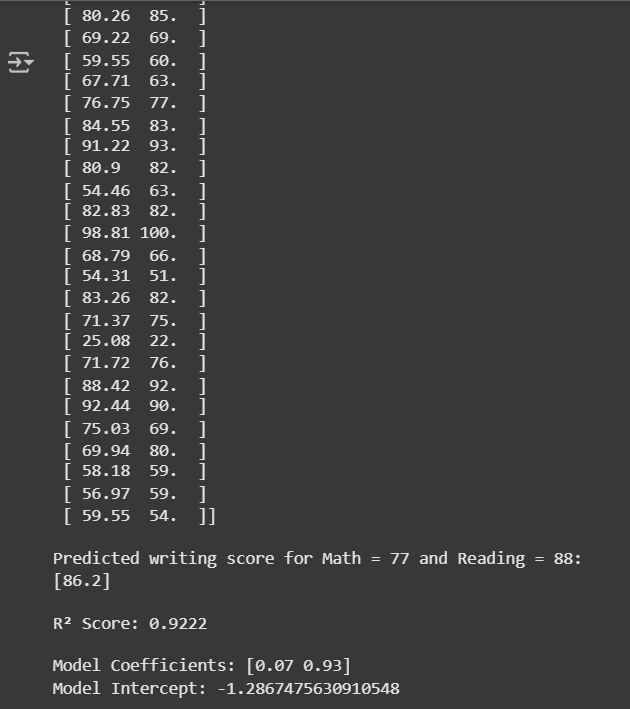 [ 80.26  85.  ]
[ 69.22  69.  ]
[ 59.55  60.  ]
[ 67.71  63.  ]
[ 76.75  77.  ]
[ 84.55  83.  ]
[ 91.22  93.  ]
[ 80.9   82.  ]
[ 54.46  63.  ]
[ 82.83  82.  ]
[ 98.81 100.  ]
[ 68.79  66.  ]
[ 54.31  51.  ]
[ 83.26  82.  ]
[ 71.37  75.  ]
[ 25.08  22.  ]
[ 71.72  76.  ]
[ 88.42  92.  ]
[ 92.44  90.  ]
[ 75.03  69.  ]
[ 69.94  80.  ]
[ 58.18  59.  ]
[ 56.97  59.  ]
[ 59.55  54.  ]]
Predicted writing score for Math = 77 and Reading = 88:
[86.2]
R² Score: 0.9222
Model Coefficients: [0.07 0.93]
Model Intercept: -1.2867475630910548